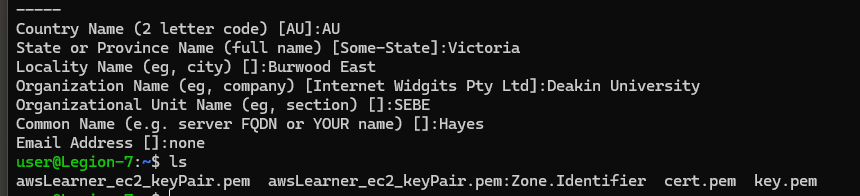 -----
Country Name (2 letter code) [AU]:AU
State or Province Name (full name) [Some-State]:Victoria
Locality Name (eg, city) []:Burwood East
Organization Name (eg, company) [Internet Widgits Pty Ltd]:Deakin University
Organizational Unit Name (eg, section) []:SEBE
Common Name (e.g. server FQDN or YOUR name) []:Hayes
Email Address []:none
user@Legion-7:~$ ls
awsLearner_ec2_keyPair.pem  awsLearner_ec2_keyPair.pem:Zone.Identifier  cert.pem  key.pem